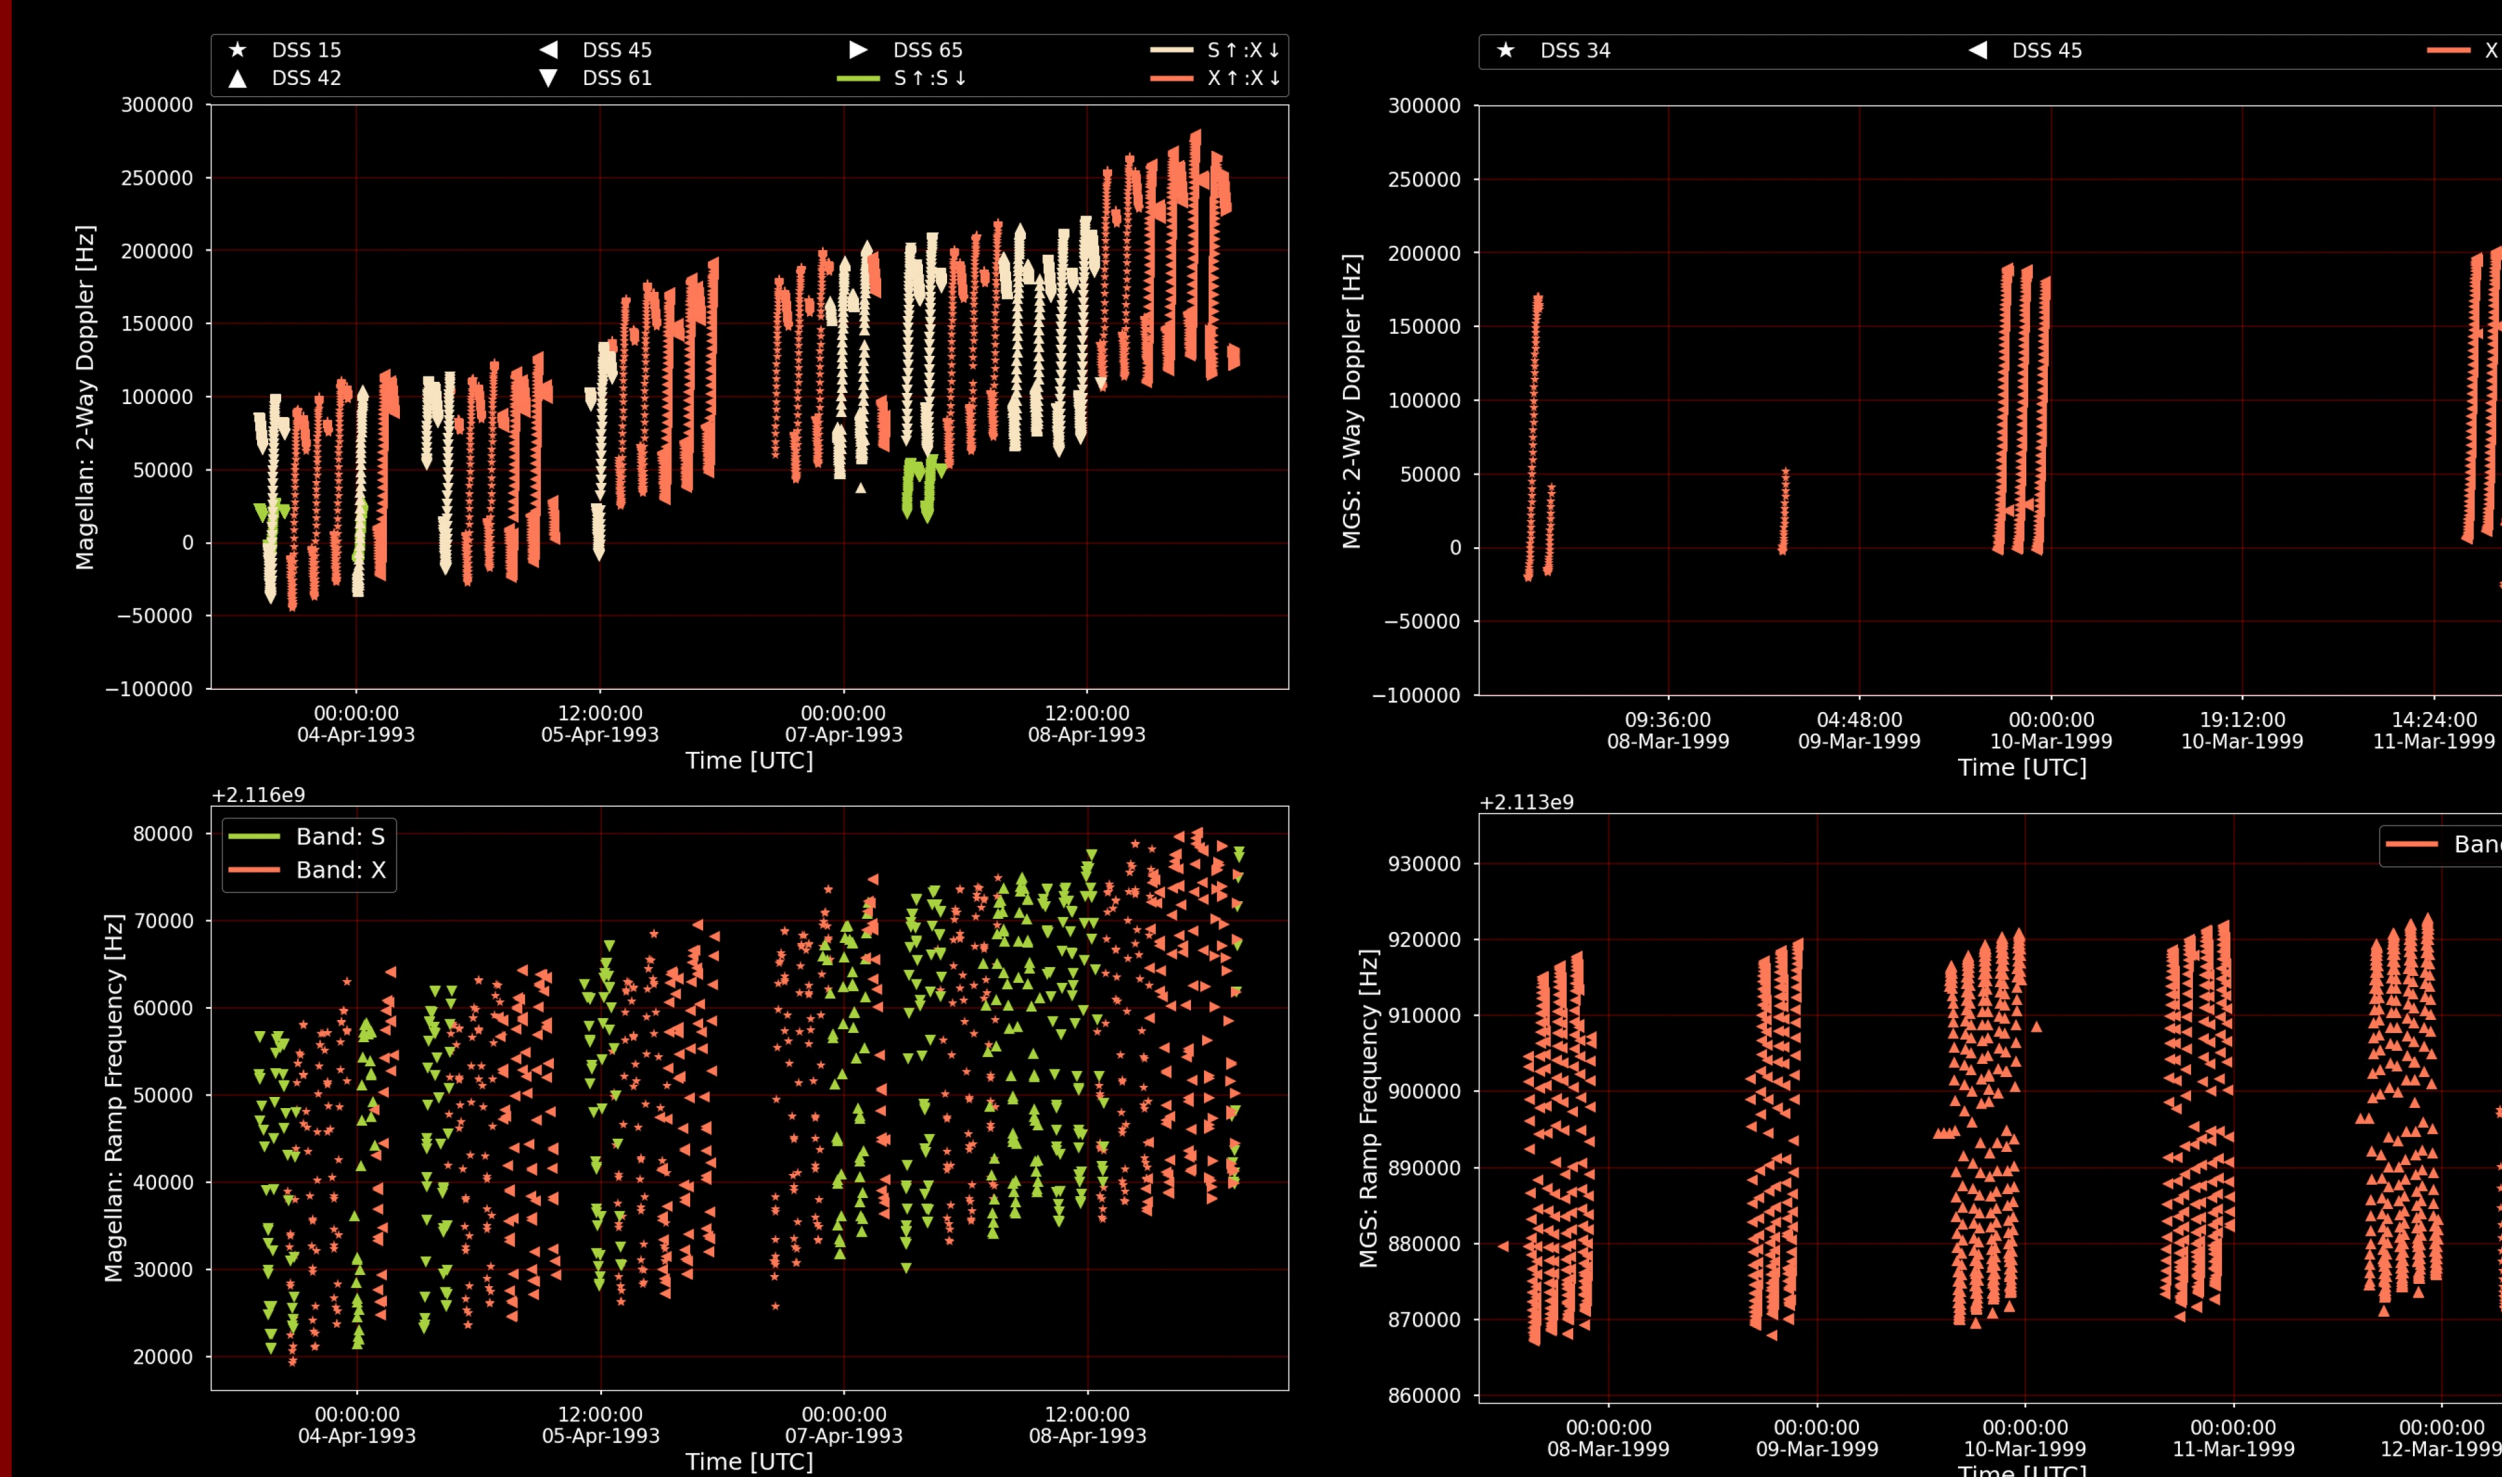 DSS 15 DSS 45 DSS 65 S↑:X↓
DSS 42 DSS 61 S↑:S↓ X↑:X↓
300000
250000
200000
150000
100000
50000
0
−50000
−100000
Magellan: 2-Way Doppler [Hz]
00:00:00 12:00:00 00:00:00 12:00:00
04-Apr-1993 05-Apr-1993 07-Apr-1993 08-Apr-1993
Time [UTC]
DSS 34 DSS 45 X
300000
250000
200000
150000
100000
50000
0
−50000
−100000
MGS: 2-Way Doppler [Hz]
09:36:00 04:48:00 00:00:00 19:12:00 14:24:00
08-Mar-1999 09-Mar-1999 10-Mar-1999 10-Mar-1999 11-Mar-1999
Time [UTC]
+2.116e9
Band: S
Band: X
80000
70000
60000
50000
40000
30000
20000
Magellan: Ramp Frequency [Hz]
00:00:00 12:00:00 00:00:00 12:00:00
04-Apr-1993 05-Apr-1993 07-Apr-1993 08-Apr-1993
Time [UTC]
+2.113e9
930000
920000
910000
900000
890000
880000
870000
860000
MGS: Ramp Frequency [Hz]
00:00:00 00:00:00 00:00:00 00:00:00 00:00:00
08-Mar-1999 09-Mar-1999 10-Mar-1999 11-Mar-1999 12-Mar-1999
Time [UTC]